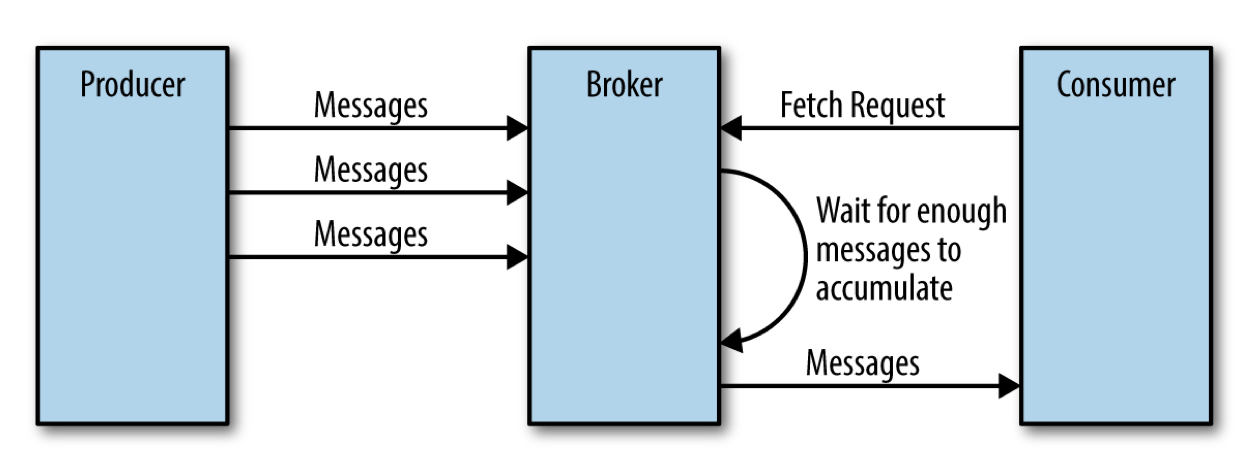 Producer
Broker
Consumer
Messages
Fetch Request
Messages
Messages
Wait for enough
messages to
accumulate
Messages